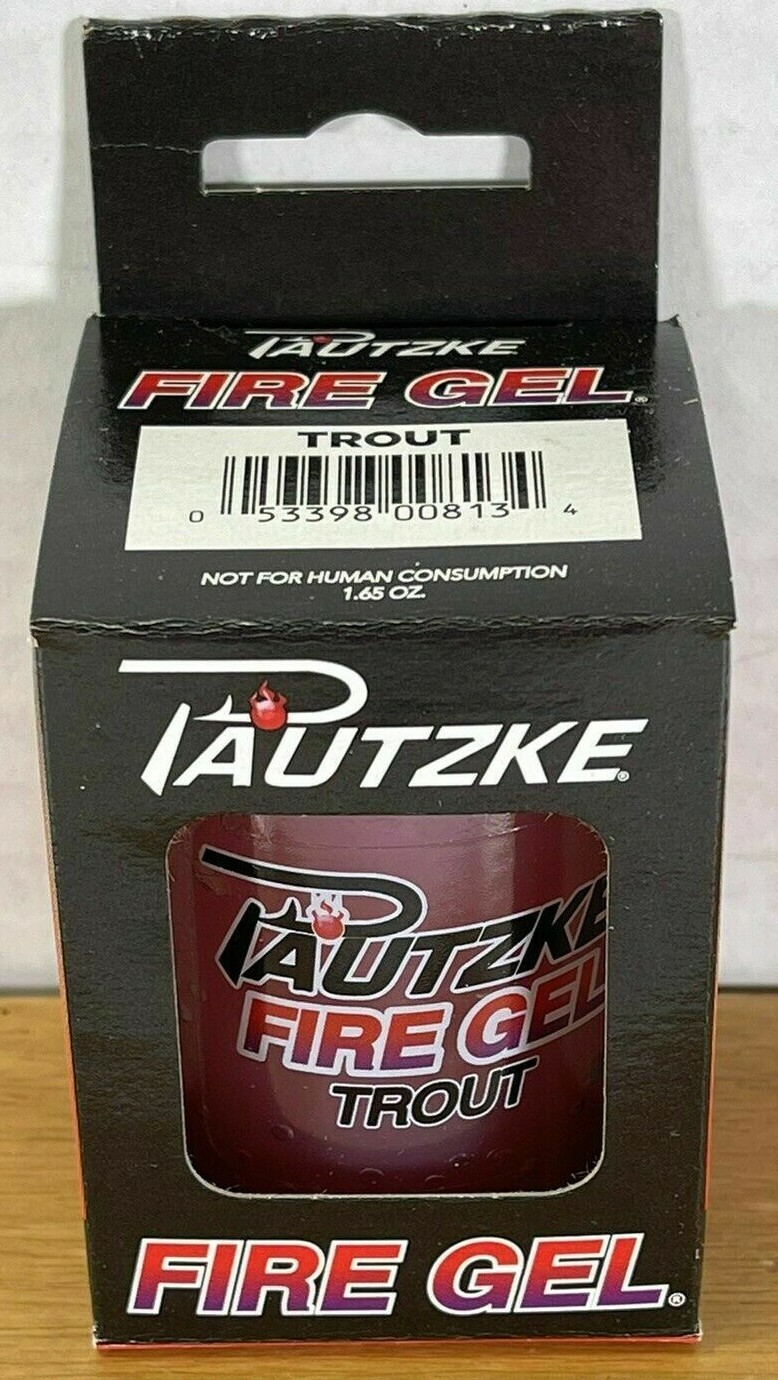 PAUTZKE
FIRE GEL®
TROUT
0 53398 00813 4
NOT FOR HUMAN CONSUMPTION
1.65 OZ.
PAUTZKE®
PAUTZKE
FIRE GEL
TROUT
FIRE GEL®